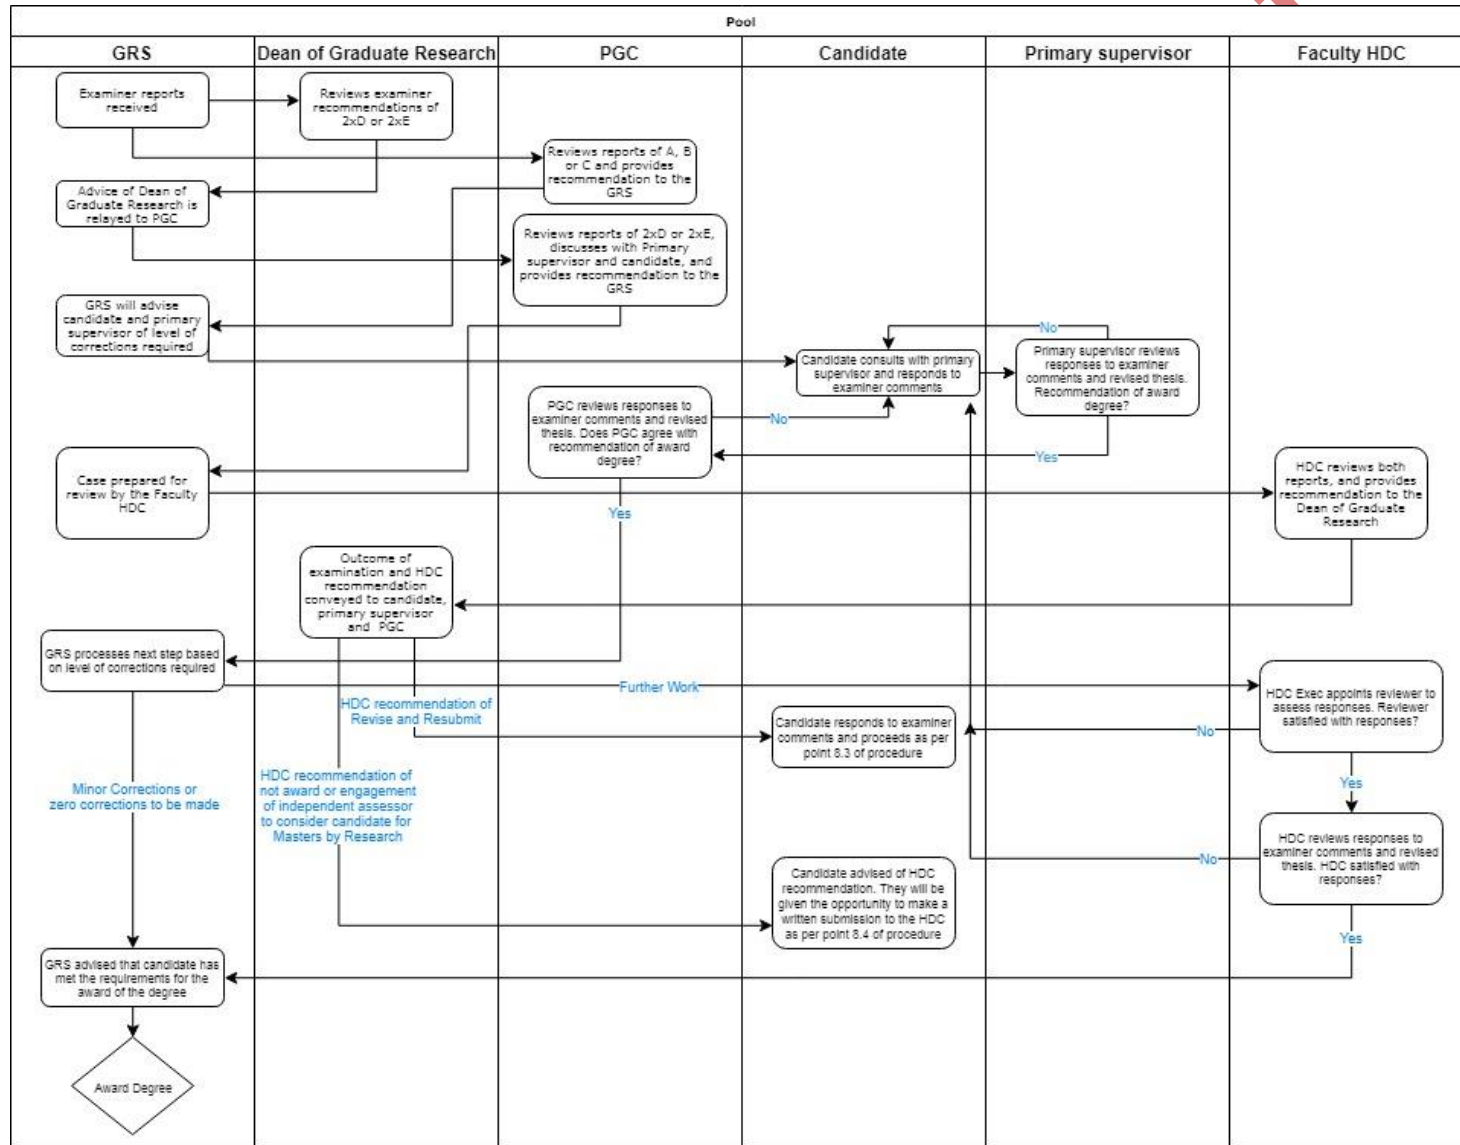 Pool
GRS
Dean of Graduate Research
PGC
Candidate
Primary supervisor
Faculty HDC
Examiner reports
received
Reviews examiner
recommendations of
2xD or 2xE
Reviews reports of A, B
or C and provides
recommendation to the
GRS
Advice of Dean of
Graduate Research is
relayed to PGC
Reviews reports of 2xD or 2xE,
discusses with Primary
supervisor and candidate, and
provides recommendation to the
GRS
GRS will advise
candidate and primary
supervisor of level of
corrections required
No
Candidate consults with primary
supervisor and responds to
examiner comments
Primary supervisor reviews
responses to examiner
comments and revised thesis.
Recommendation of award
degree?
PGC reviews responses to
examiner comments and revised
thesis. Does PGC agree with
recommendation of award
degree?
No
Yes
Case prepared for
review by the Faculty
HDC
HDC reviews both
reports, and provides
recommendation to the
Dean of Graduate
Research
Yes
Outcome of
examination and HDC
recommendation
conveyed to candidate,
primary supervisor
and PGC
GRS processes next step based
on level of corrections required
Further Work
HDC Exec appoints reviewer to
assess responses. Reviewer
satisfied with responses?
HDC recommendation of
Revise and Resubmit
Candidate responds to examiner
comments and proceeds as per
point 8.3 of procedure
No
Minor Corrections or
zero corrections to be made
HDC recommendation of
not award or engagement
of independent assessor
to consider candidate for
Masters by Research
Yes
HDC reviews responses to
examiner comments and revised
thesis. HDC satisfied with
responses?
No
Candidate advised of HDC
recommendation. They will be
given the opportunity to make a
written submission to the HDC
as per point 8.4 of procedure
Yes
GRS advised that candidate has
met the requirements for the
award of the degree
Award Degree